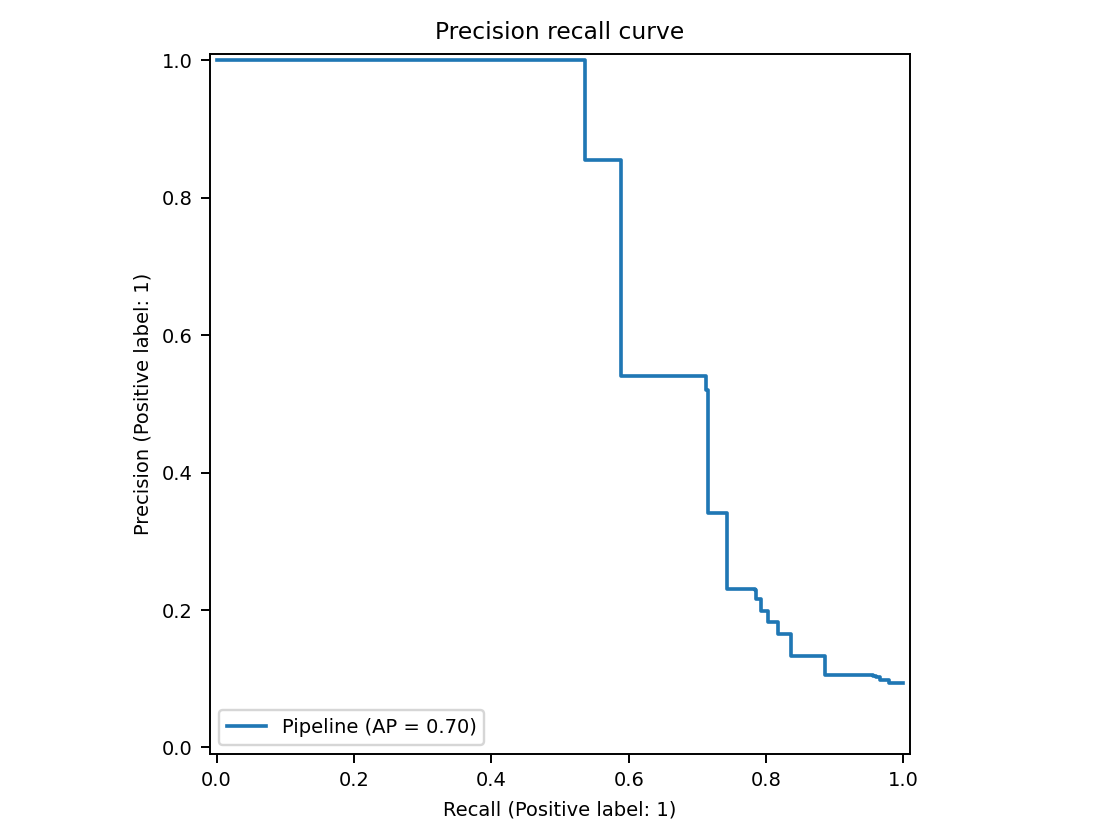 Precision recall curve
1.0
0.8
0.6
0.4
0.2
0.0
Precision (Positive label: 1)
Pipeline (AP = 0.70)
0.0 0.2 0.4 0.6 0.8 1.0
Recall (Positive label: 1)